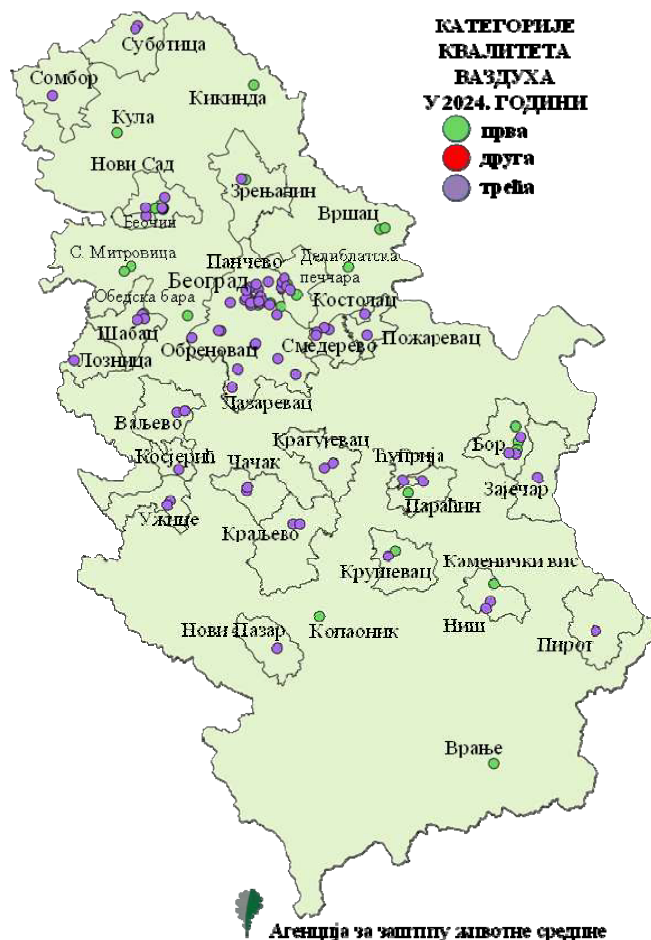 КАТЕГОРИЈЕ
КВАЛИТЕТА
ВАЗДУХА
У 2024. ГОДИНИ
прва
друга
трећа
Суботица
Сомбор
Кикинда
Кула
Нови Сад
Зрењанин
Беочин
Вршац
С. Митровица
Панчево
Делиблатска
печчара
Београд
Обедска бара
Костолац
Шабац
Обреновац
Смедерево
Пожаревац
Лозница
Лазаревац
Ваљево
Крагујевац
Косјерић
Чачак
Ћуприја
Бор
Зајечар
Параћин
Ужице
Краљево
Крушевац
Каменички вис
Ниш
Нови Пазар
Копаоник
Пирот
Врање
Агенција за заштиту животне средине